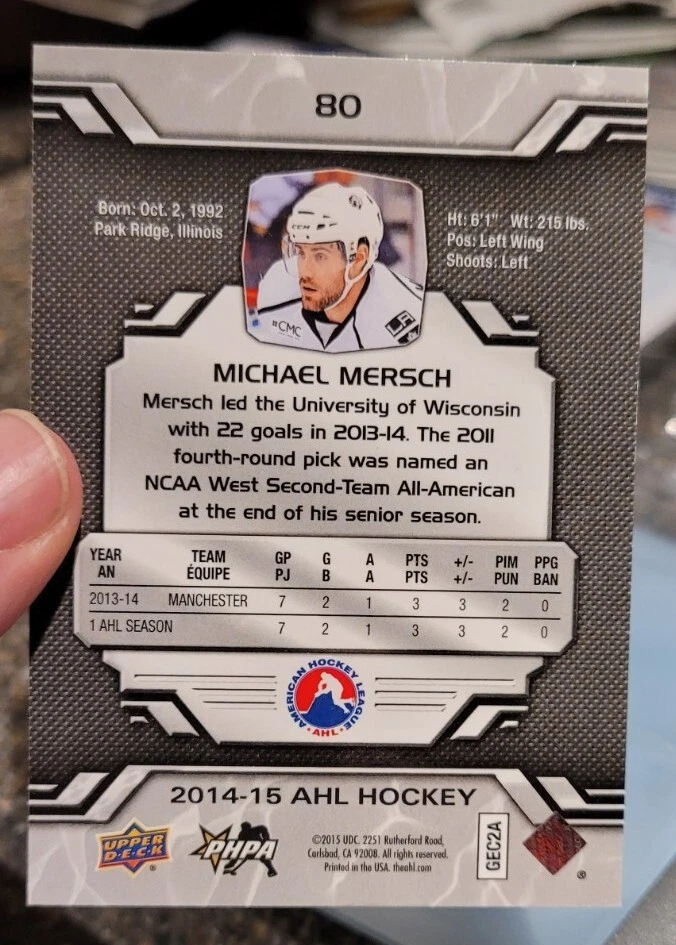 80
Born: Oct. 2, 1992
Park Ridge, Illinois
Ht: 6'1" Wt: 215 lbs.
Pos: Left Wing
Shoots: Left
CCM
CMC
LA
MICHAEL MERSCH
Mersch led the University of Wisconsin
with 22 goals in 2013-14. The 2011
fourth-round pick was named an
NCAA West Second-Team All-American
at the end of his senior season.
YEAR TEAM GP G A PTS +/- PIM PPG
AN ÉQUIPE PJ B A PTS +/- PUN BAN
2013-14 MANCHESTER 7 2 1 3 3 2 0
1 AHL SEASON 7 2 1 3 3 2 0
AMERICAN HOCKEY LEAGUE
AHL
2014-15 AHL HOCKEY
UPPER
DECK
PHPA
©2015 UDC. 2251 Rutherford Road,
Carlsbad, CA 92008. All rights reserved.
Printed in the USA. theahl.com
GEC2A